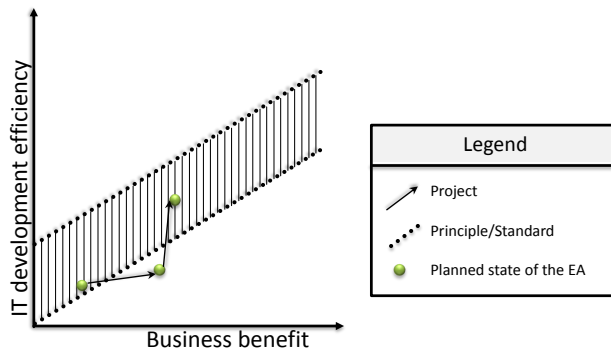 IT development efficiency
Business benefit
Legend
Project
Principle/Standard
Planned state of the EA